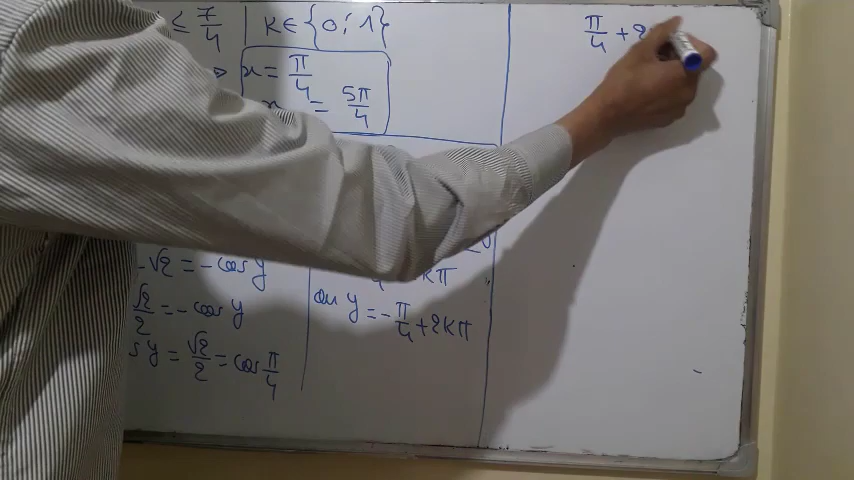 ≤ 7/4 | K ∈ {0; 1}
⇒ x = π/4
x = 5π/4
-√2 = -cos y
√2/2 = -cos y
s y = √2/2 = cos π/4
KπI
ou y = -π/4 + 2Kπ
π/4 + 2